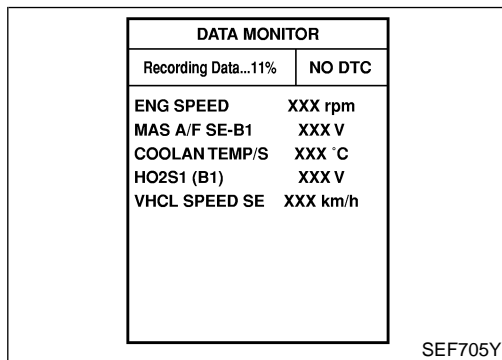 DATA MONITOR
Recording Data...11% NO DTC
ENG SPEED XXX rpm
MAS A/F SE-B1 XXX V
COOLAN TEMP/S XXX °C
HO2S1 (B1) XXX V
VHCL SPEED SE XXX km/h
SEF705Y